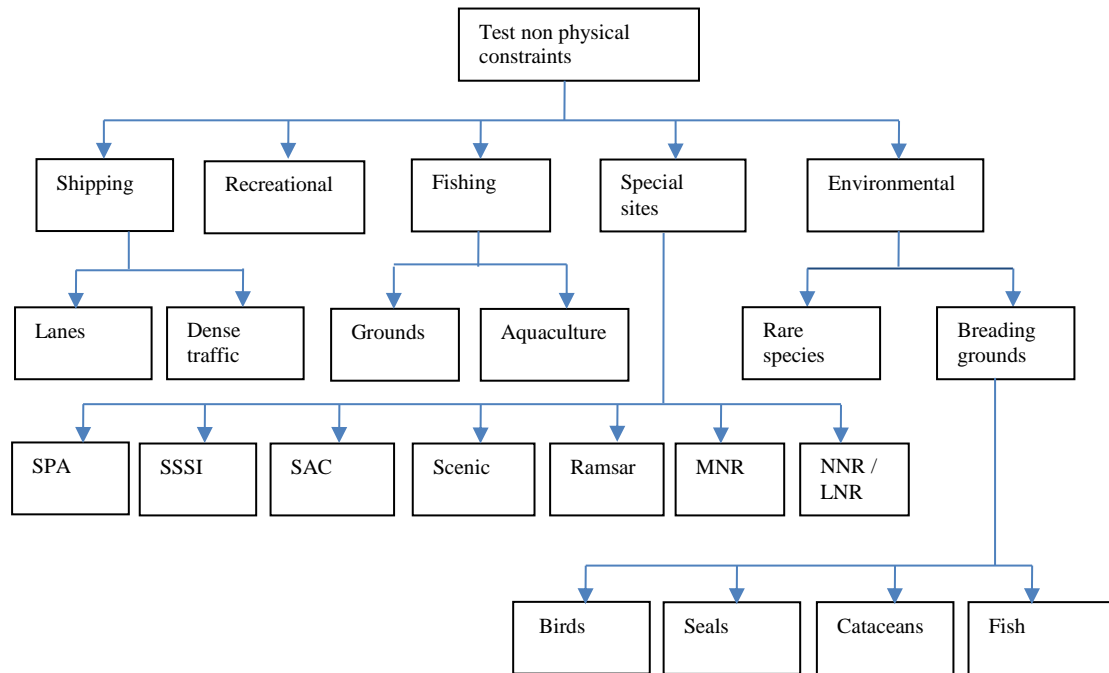 Test non physical
constraints
Shipping
Recreational
Fishing
Special
sites
Environmental
Lanes
Dense
traffic
Grounds
Aquaculture
Rare
species
Breading
grounds
SPA
SSSI
SAC
Scenic
Ramsar
MNR
NNR /
LNR
Birds
Seals
Cataceans
Fish